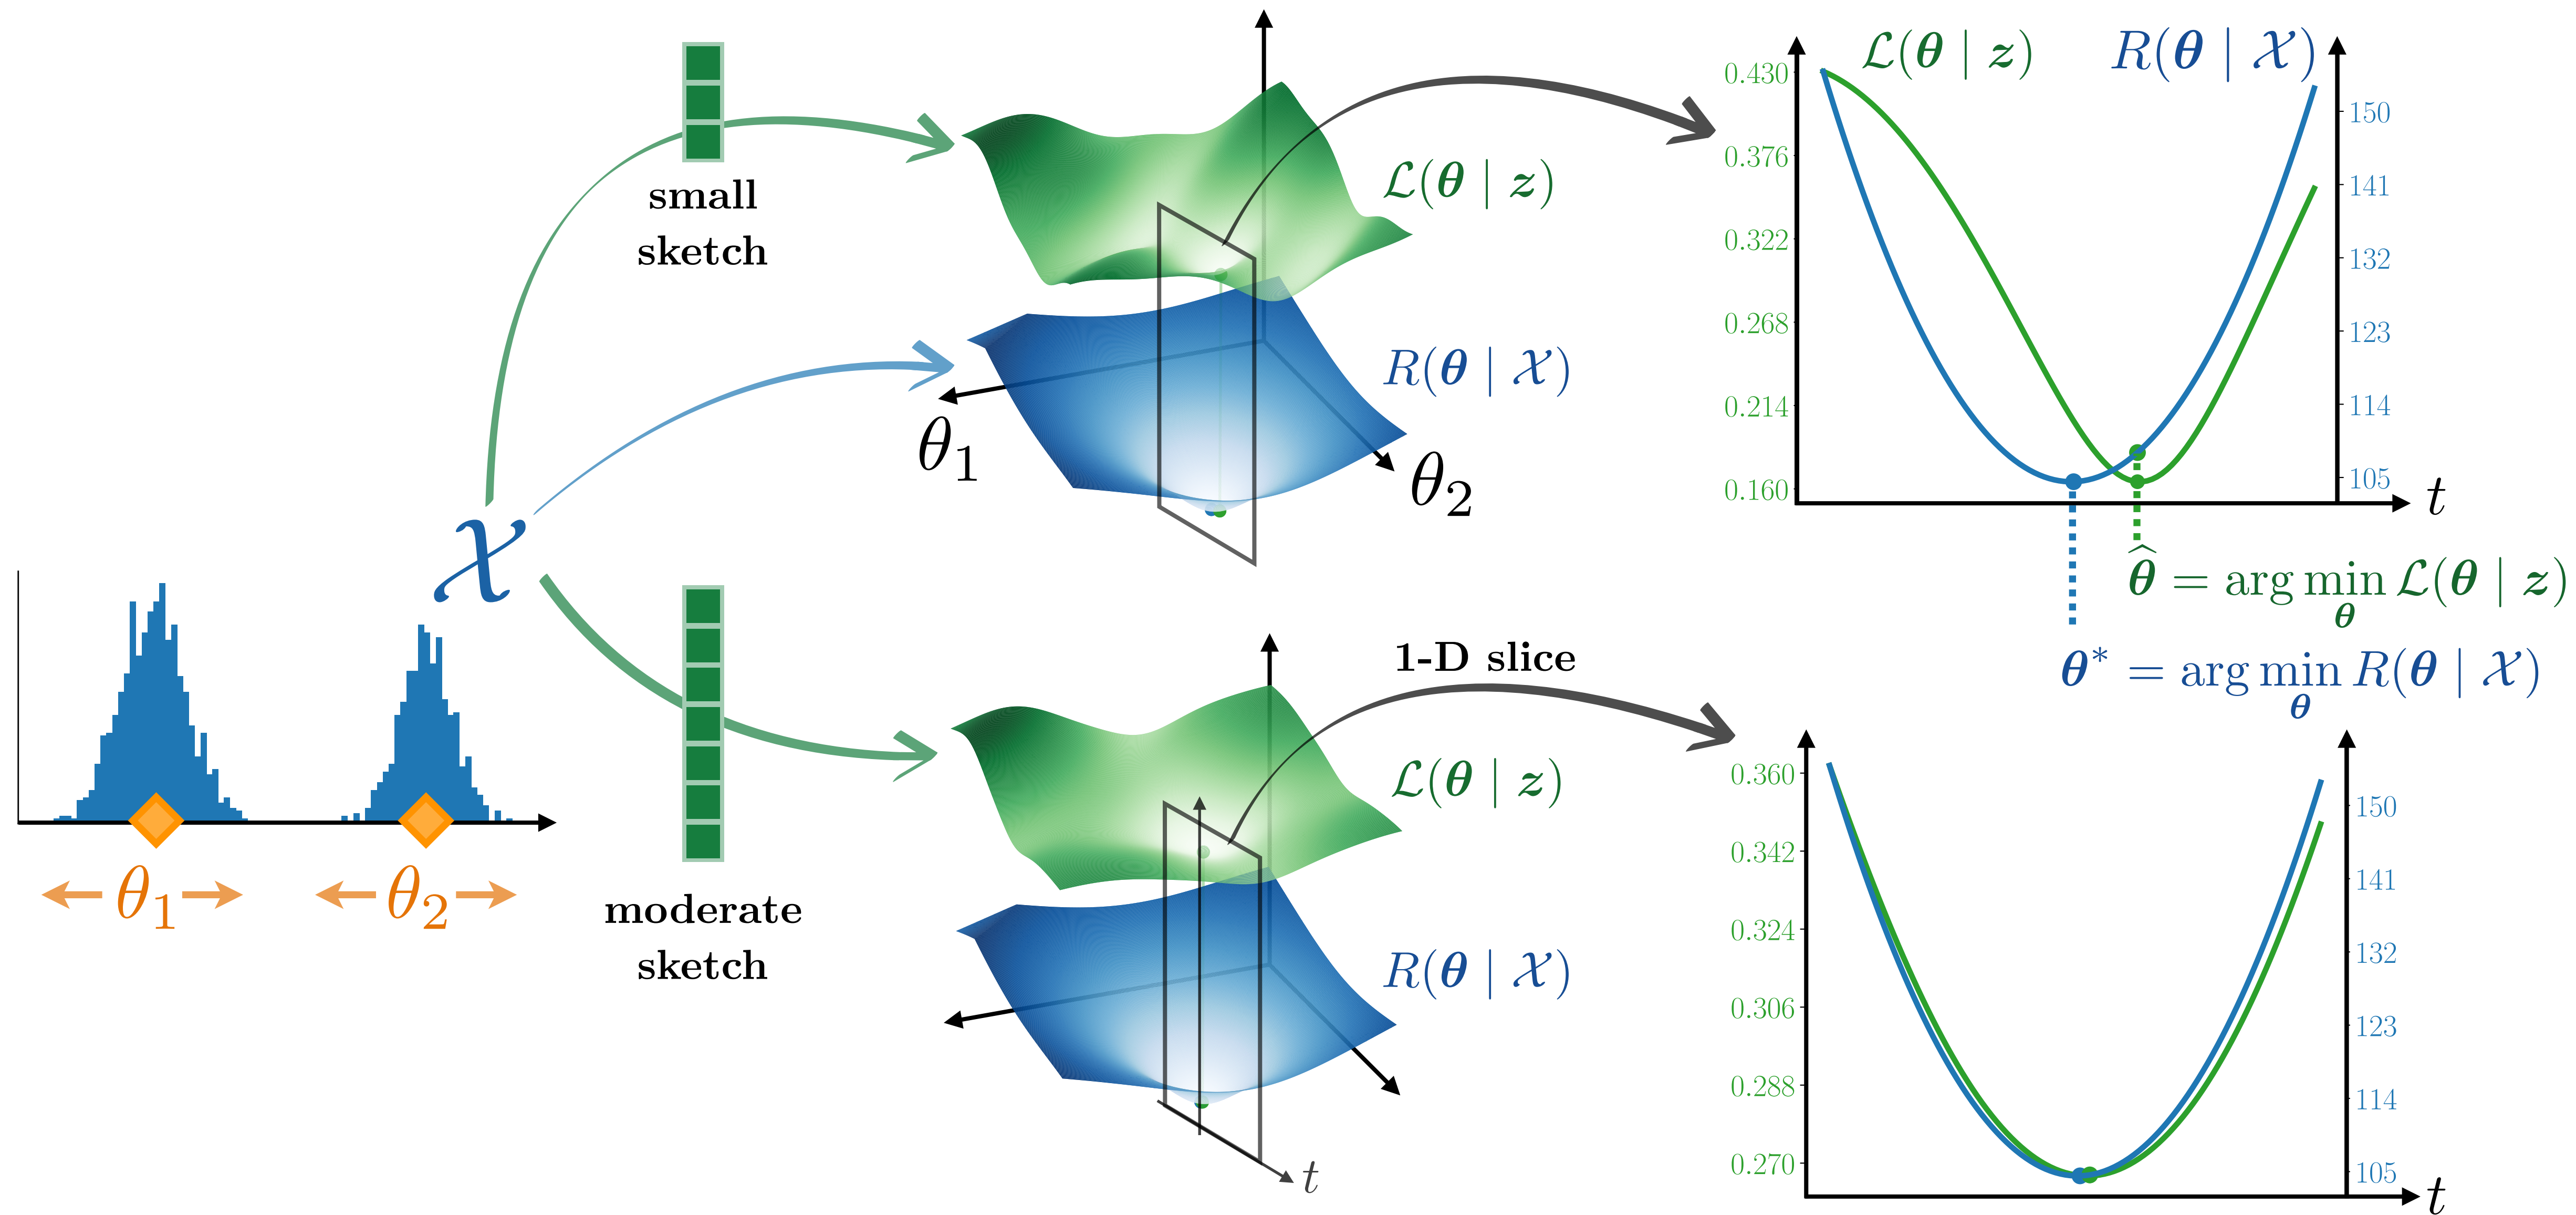 𝒳
θ₁
θ₂
small
sketch
moderate
sketch
ℒ(θ | z)
R(θ | 𝒳)
θ₁
θ₂
ℒ(θ | z)
R(θ | 𝒳)
t
1-D slice
ℒ(θ | z)
R(θ | 𝒳)
0.430
0.376
0.322
0.268
0.214
0.160
150
141
132
123
114
105
t
θ̂ = arg min_θ ℒ(θ | z)
θ* = arg min_θ R(θ | 𝒳)
0.360
0.342
0.324
0.306
0.288
0.270
150
141
132
123
114
105
t